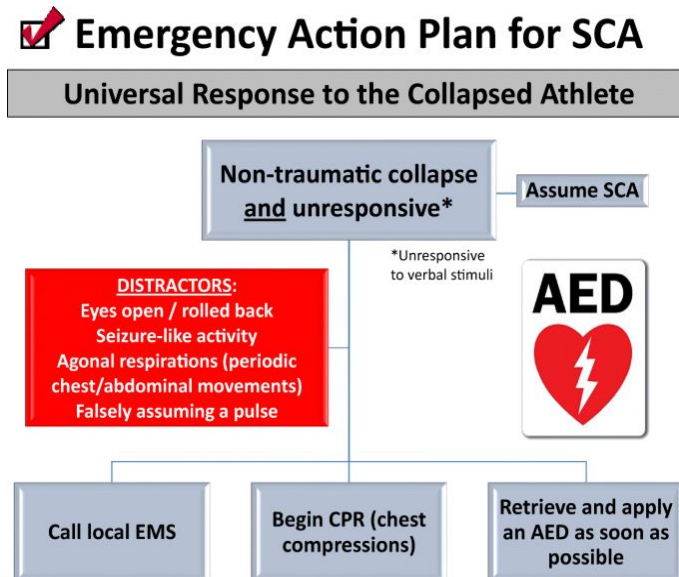 Emergency Action Plan for SCA
Universal Response to the Collapsed Athlete
Non-traumatic collapse
and unresponsive*
Assume SCA
*Unresponsive
to verbal stimuli
DISTRACTORS:
Eyes open / rolled back
Seizure-like activity
Agonal respirations (periodic
chest/abdominal movements)
Falsely assuming a pulse
AED
Call local EMS
Begin CPR (chest
compressions)
Retrieve and apply
an AED as soon as
possible